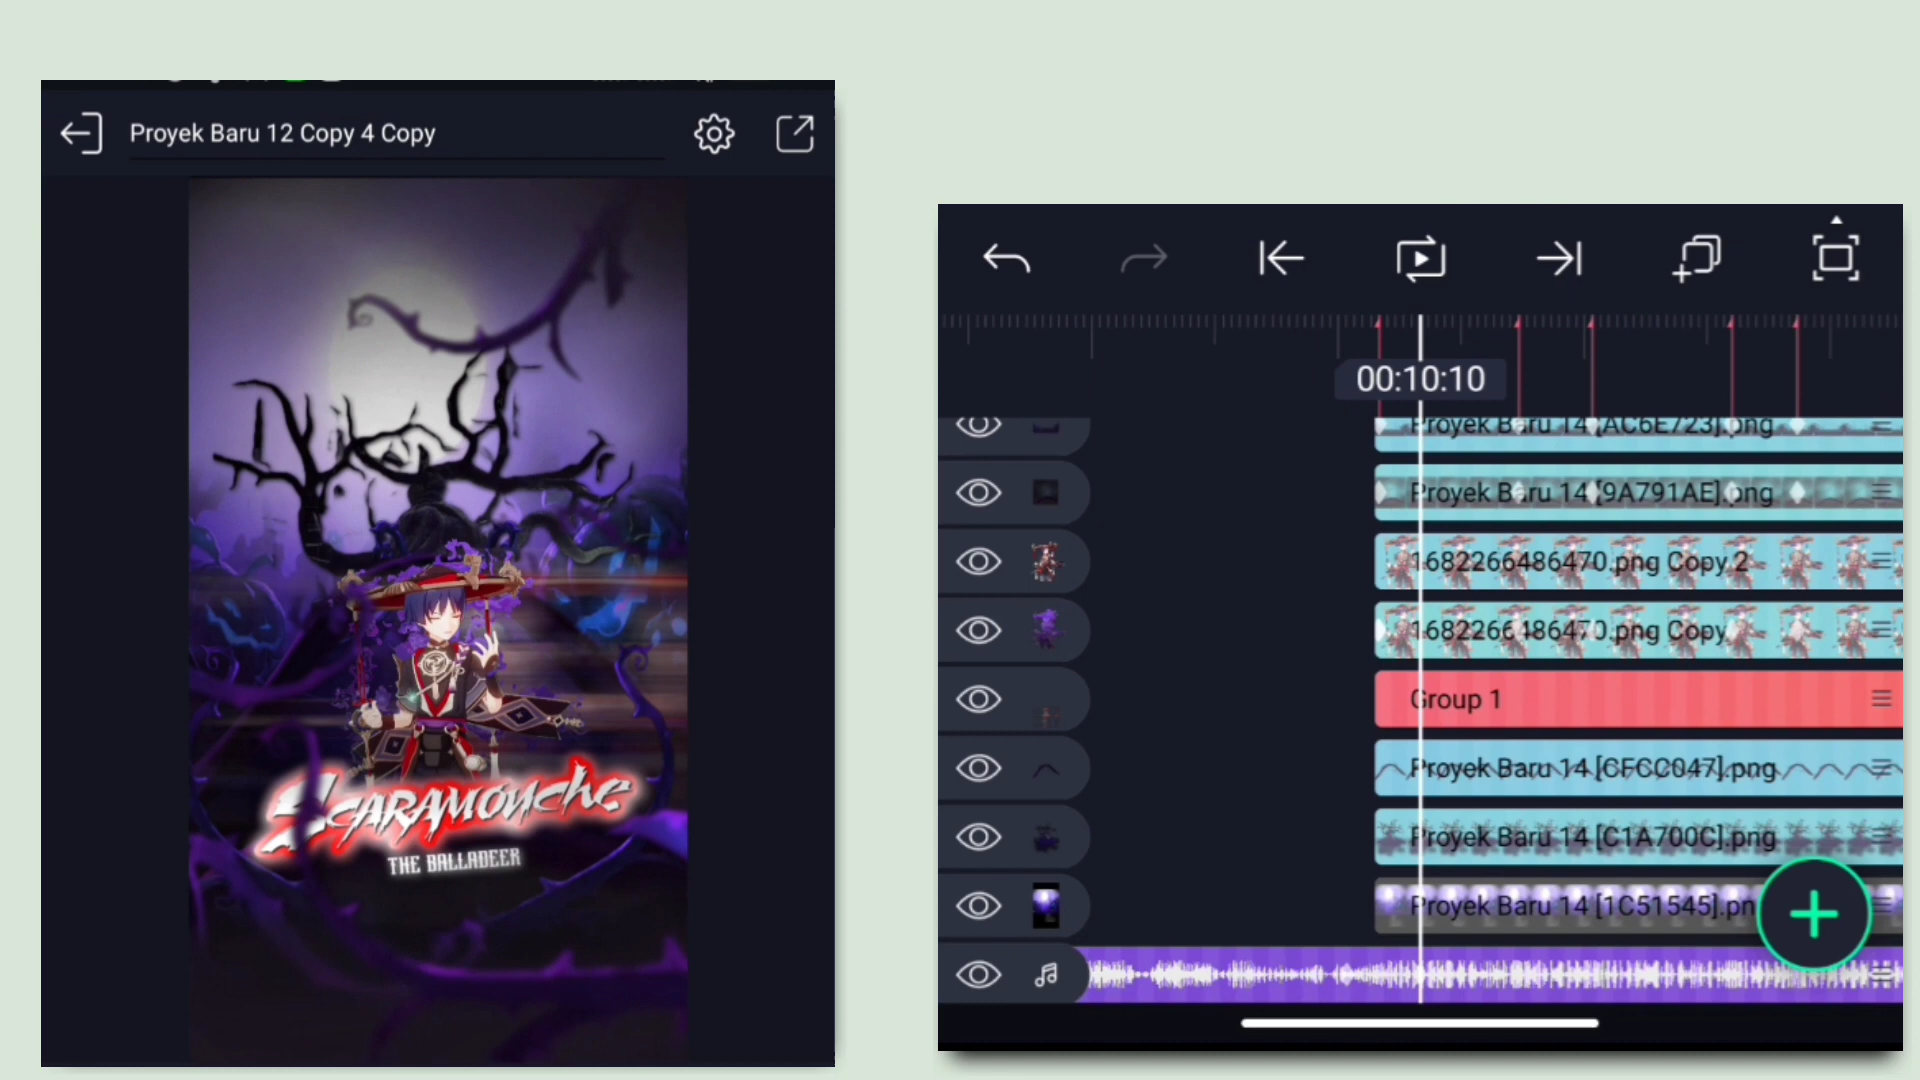 Proyek Baru 12 Copy 4 Copy
SCARAMOUCHE
THE BALLADEER
00:10:10
Proyek Baru 14 [AC6E723].png
Proyek Baru 14 [9A791AE].png
1682266486470.png Copy 2
1682266486470.png Copy
Group 1
Proyek Baru 14 [CFCC047].png
Proyek Baru 14 [C1A700C].png
Proyek Baru 14 [1C51545].pn